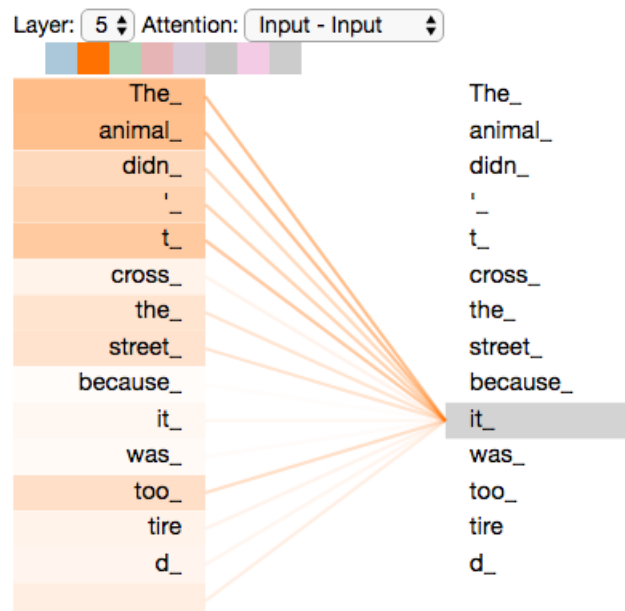 Layer: 5 Attention: Input - Input
The_ The_
animal_ animal_
didn_ didn_
'_ '_
t_ t_
cross_ cross_
the_ the_
street_ street_
because_ because_
it_ it_
was_ was_
too_ too_
tire tire
d_ d_